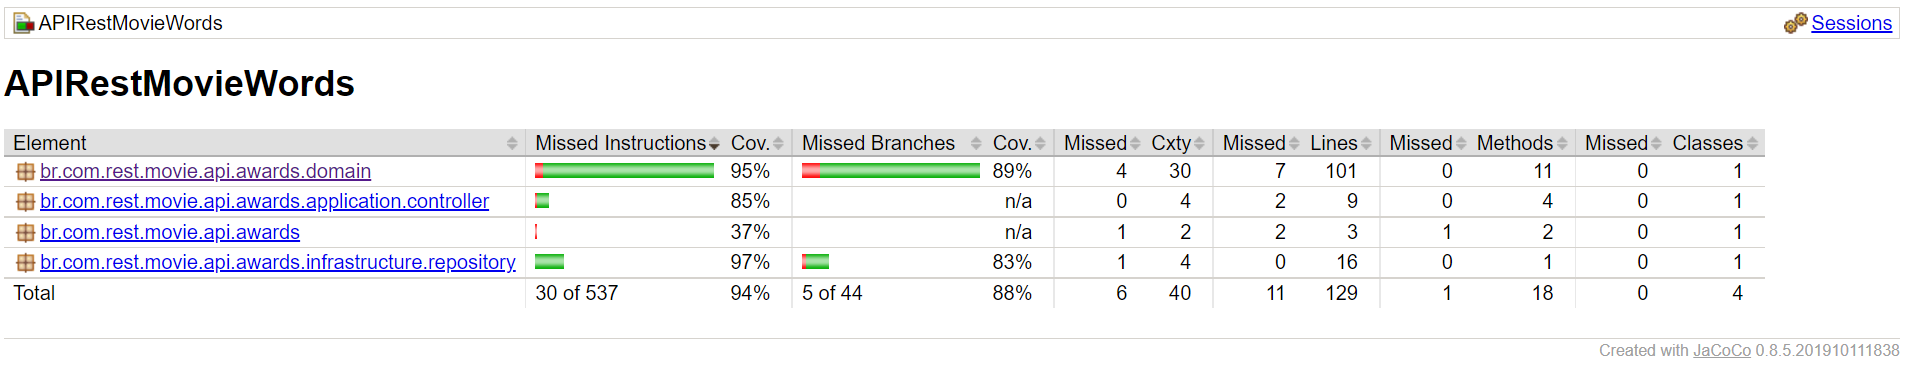 APIRestMovieWords Sessions
APIRestMovieWords
Element Missed Instructions Cov. Missed Branches Cov. Missed Cxty Missed Lines Missed Methods Missed Classes
br.com.rest.movie.api.awards.domain 95% 89% 4 30 7 101 0 11 0 1
br.com.rest.movie.api.awards.application.controller 85% n/a 0 4 2 9 0 4 0 1
br.com.rest.movie.api.awards 37% n/a 1 2 2 3 1 2 0 1
br.com.rest.movie.api.awards.infrastructure.repository 97% 83% 1 4 0 16 0 1 0 1
Total 30 of 537 94% 5 of 44 88% 6 40 11 129 1 18 0 4
Created with JaCoCo 0.8.5.201910111838